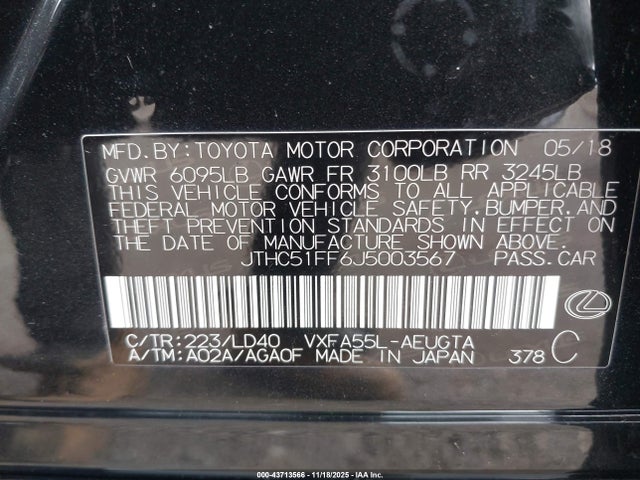 MFD.BY:TOYOTA MOTOR CORPORATION 05/18
GVWR 6095LB GAWR FR 3100LB RR 3245LB
THIS VEHICLE CONFORMS TO ALL APPLICABLE
FEDERAL MOTOR VEHICLE SAFETY,BUMPER,AND
THEFT PREVENTION STANDARDS IN EFFECT ON
THE DATE OF MANUFACTURE SHOWN ABOVE.
JTHC51FF6J5003567 PASS.CAR
C/TR:223/LD40 VXFA55L-AEUGTA
A/TM:A02A/AGA0F MADE IN JAPAN 378 C
000-43713566 - 11/18/2025 - IAA Inc.